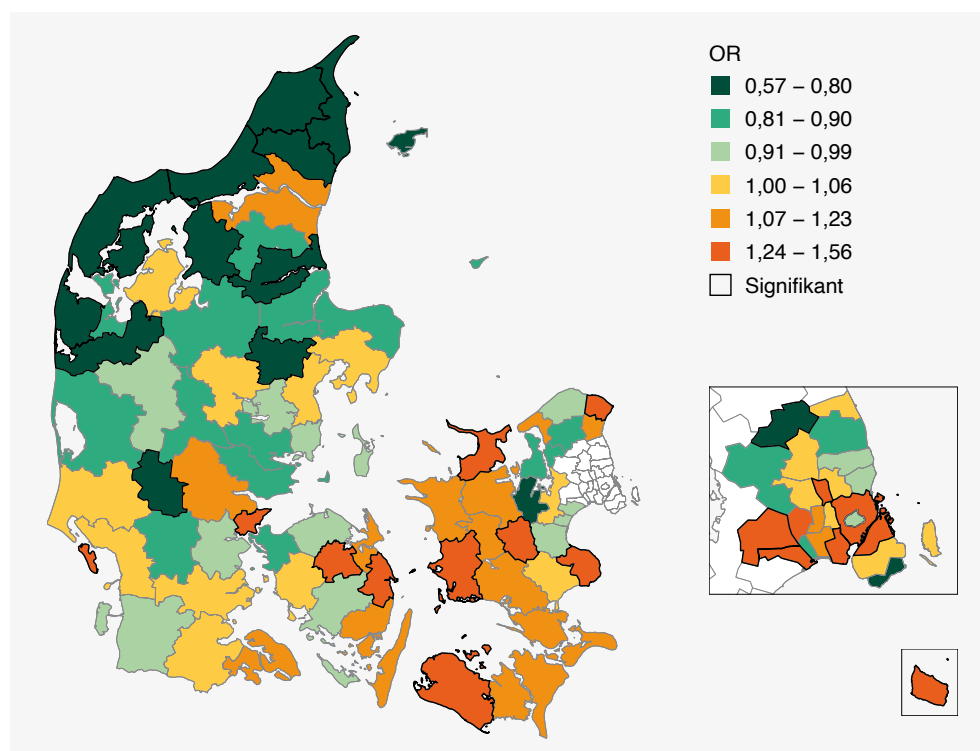 OR
0,57 – 0,80
0,81 – 0,90
0,91 – 0,99
1,00 – 1,06
1,07 – 1,23
1,24 – 1,56
Signifikant